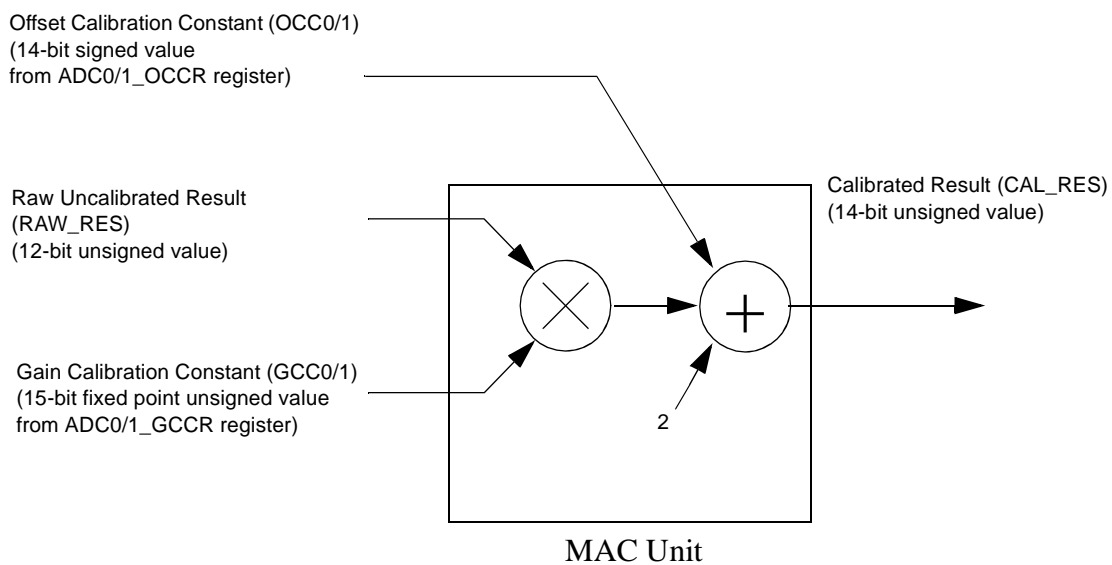 Offset Calibration Constant (OCC0/1)
(14-bit signed value
from ADC0/1_OCCR register)
Raw Uncalibrated Result
(RAW_RES)
(12-bit unsigned value)
Calibrated Result (CAL_RES)
(14-bit unsigned value)
Gain Calibration Constant (GCC0/1)
(15-bit fixed point unsigned value
from ADC0/1_GCCR register)
2
MAC Unit